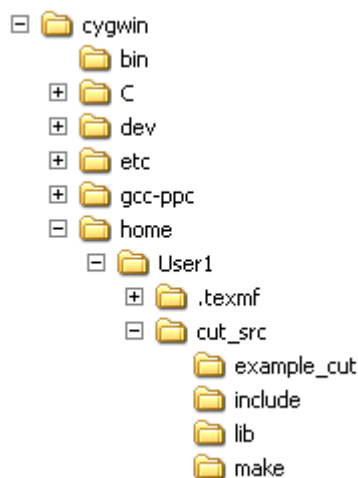 cygwin
bin
C
dev
etc
gcc-ppc
home
User1
.texmf
cut_src
example_cut
include
lib
make